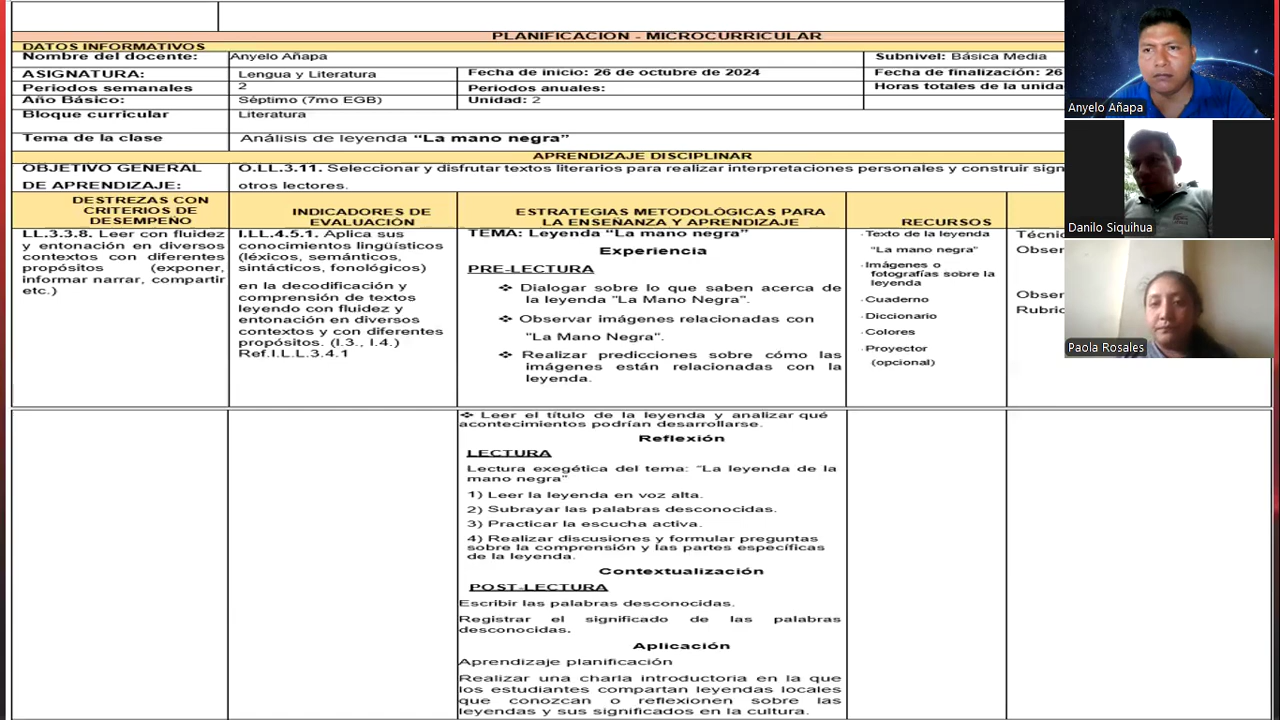 PLANIFICACION - MICROCURRICULAR
DATOS INFORMATIVOS
Nombre del docente: Anyelo Añapa Subnivel: Básica Media
ASIGNATURA: Lengua y Literatura Fecha de inicio: 26 de octubre de 2024 Fecha de finalización: 26
Periodos semanales 2 Periodos anuales: Horas totales de la unida
Año Básico: Séptimo (7mo EGB) Unidad: 2
Bloque curricular Literatura
Tema de la clase Análisis de leyenda “La mano negra”
APRENDIZAJE DISCIPLINAR
OBJETIVO GENERAL
DE APRENDIZAJE:
O.LL.3.11. Seleccionar y disfrutar textos literarios para realizar interpretaciones personales y construir sign
otros lectores.
DESTREZAS CON
CRITERIOS DE
DESMPEÑO
INDICADORES DE
EVALUACIÓN
ESTRATEGIAS METODOLÓGICAS PARA
LA ENSEÑANZA Y APRENDIZAJE
RECURSOS
LL.3.3.8. Leer con fluidez
y entonación en diversos
contextos con diferentes
propósitos (exponer,
informar narrar, compartir
etc.)
I.LL.4.5.1. Aplica sus
conocimientos lingüísticos
(léxicos, semánticos,
sintácticos, fonológicos)
en la decodificación y
comprensión de textos
leyendo con fluidez y
entonación en diversos
contextos y con diferentes
propósitos. (I.3., I.4.)
Ref.I.L.L.3.4.1
TEMA: Leyenda “La mano negra”
Experiencia
PRE-LECTURA
❖ Dialogar sobre lo que saben acerca de
la leyenda "La Mano Negra".
❖ Observar imágenes relacionadas con
"La Mano Negra".
❖ Realizar predicciones sobre cómo las
imágenes están relacionadas con la
leyenda.
❖ Leer el título de la leyenda y analizar qué
acontecimientos podrían desarrollarse.
Reflexión
LECTURA
Lectura exegética del tema: “La leyenda de la
mano negra”
1) Leer la leyenda en voz alta.
2) Subrayar las palabras desconocidas.
3) Practicar la escucha activa.
4) Realizar discusiones y formular preguntas
sobre la comprensión y las partes específicas
de la leyenda.
Contextualización
POST-LECTURA
Escribir las palabras desconocidas.
Registrar el significado de las palabras
desconocidas.
Aplicación
Aprendizaje planificación
Realizar una charla introductoria en la que
los estudiantes compartan leyendas locales
que conozcan o reflexionen sobre las
leyendas y sus significados en la cultura.
· Texto de la leyenda
"La mano negra"
· Imágenes o
fotografías sobre la
leyenda
· Cuaderno
· Diccionario
· Colores
· Proyector
(opcional)
Técnic
Obser
Obser
Rubric
Anyelo Añapa
Danilo Siquihua
Paola Rosales